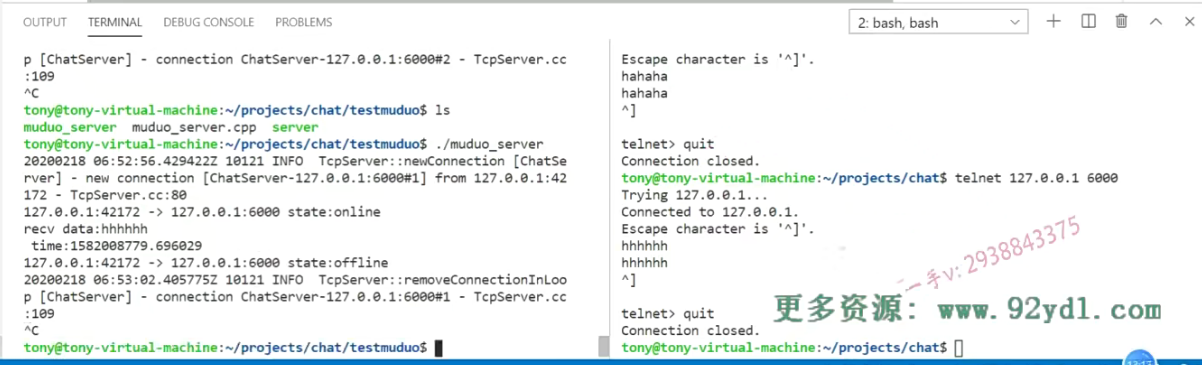 OUTPUT TERMINAL DEBUG CONSOLE PROBLEMS 2: bash, bash
p [ChatServer] - connection ChatServer-127.0.0.1:6000#2 - TcpServer.cc
:109
^C
tony@tony-virtual-machine:~/projects/chat/testmuduo$ ls
muduo_server muduo_server.cpp server
tony@tony-virtual-machine:~/projects/chat/testmuduo$ ./muduo_server
20200218 06:52:56.429422Z 10121 INFO TcpServer::newConnection [ChatSe
rver] - new connection [ChatServer-127.0.0.1:6000#1] from 127.0.0.1:42
172 - TcpServer.cc:80
127.0.0.1:42172 -> 127.0.0.1:6000 state:online
recv data:hhhhhh
time:1582008779.696029
127.0.0.1:42172 -> 127.0.0.1:6000 state:offline
20200218 06:53:02.405775Z 10121 INFO TcpServer::removeConnectionInLoo
p [ChatServer] - connection ChatServer-127.0.0.1:6000#1 - TcpServer.cc
:109
^C
tony@tony-virtual-machine:~/projects/chat/testmuduo$
Escape character is '^]'.
hahaha
hahaha
^]
telnet> quit
Connection closed.
tony@tony-virtual-machine:~/projects/chat$ telnet 127.0.0.1 6000
Trying 127.0.0.1...
Connected to 127.0.0.1.
Escape character is '^]'.
hhhhhh
hhhhhh
^]
telnet> quit
Connection closed.
tony@tony-virtual-machine:~/projects/chat$
二手v: 2938843375
更多资源: www.92ydl.com